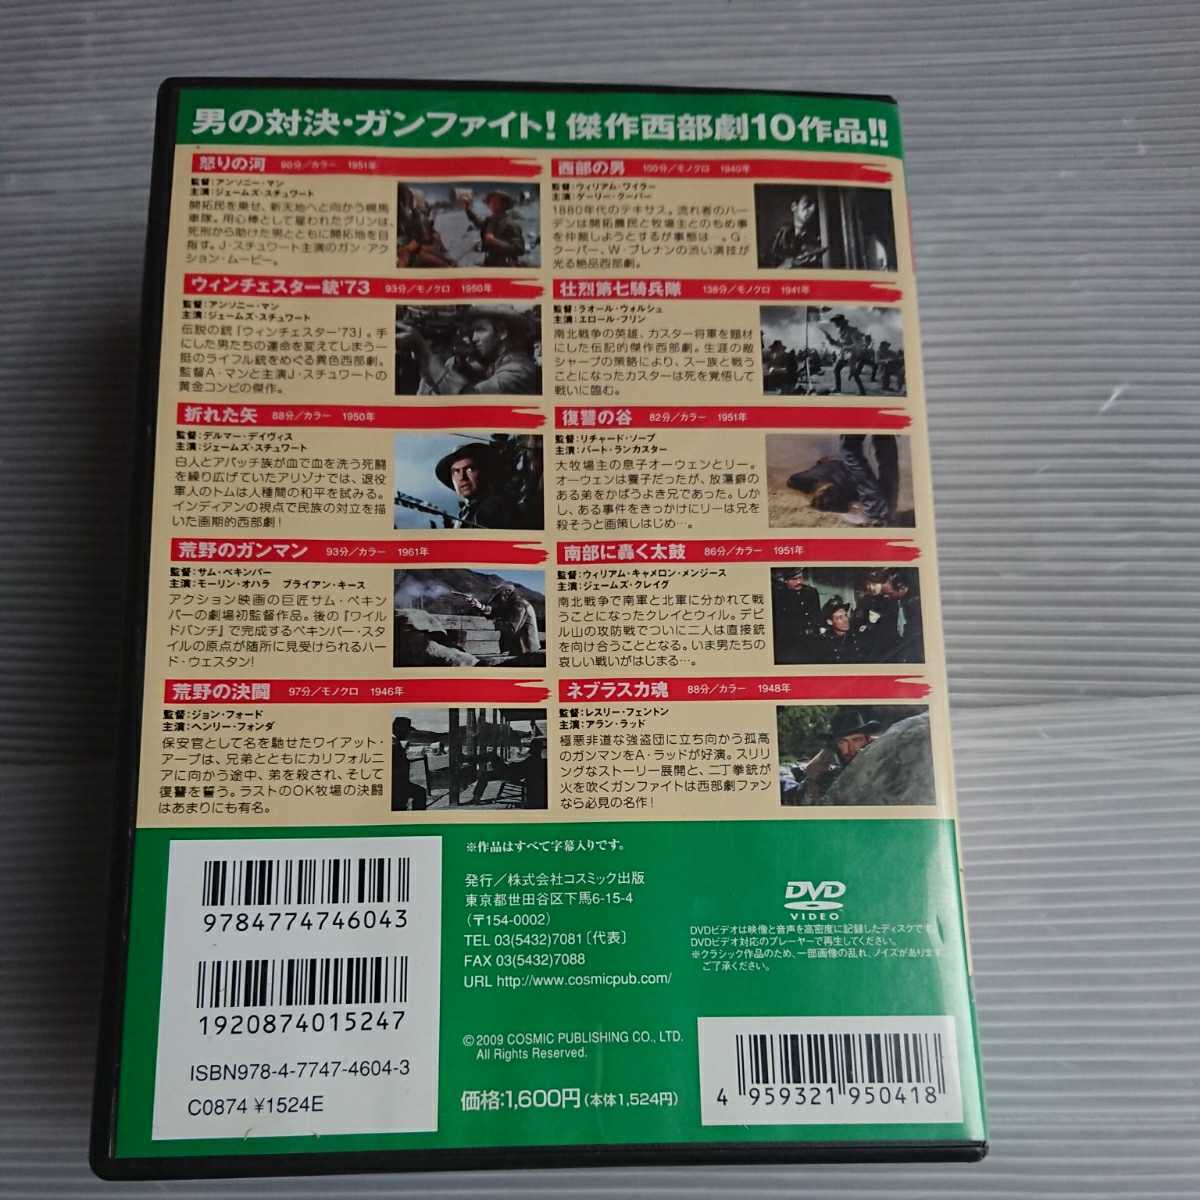 男の対決・ガンファイト！傑作西部劇10作品!!
怒りの河 90分/カラー 1951年
監督：アンソニー・マン
主演：ジェームズ・スチュワート
開拓民を乗せ、新天地へと向かう幌馬
車隊。用心棒として雇われたグリンは、
死刑から助けた男とともに開拓地を目
指す。J・スチュワート主演のガン・アク
ション・ムービー。
ウィンチェスター銃'73 93分/モノクロ 1950年
監督：アンソニー・マン
主演：ジェームズ・スチュワート
伝説の銃「ウィンチェスター'73」。手
にした男たちの運命を変えてしまう一
挺のライフル銃をめぐる異色西部劇。
監督A・マンと主演J・スチュワートの
黄金コンビの傑作。
折れた矢 88分/カラー 1950年
監督：デルマー・デイヴィス
主演：ジェームズ・スチュワート
白人とアパッチ族が血で血を洗う死闘
を繰り広げていたアリゾナでは、退役
軍人のトムは人種間の和平を試みる。
インディアンの視点で民族の対立を描
いた画期的西部劇！
荒野のガンマン 93分/カラー 1961年
監督：サム・ペキンパー
主演：モーリン・オハラ ブライアン・キース
アクション映画の巨匠サム・ペキン
パーの劇場初監督作品。後の『ワイル
ドバンチ』で完成するペキンパー・スタ
イルの原点が随所に見受けられるハー
ド・ウェスタン！
荒野の決闘 97分/モノクロ 1946年
監督：ジョン・フォード
主演：ヘンリー・フォンダ
保安官として名を馳せたワイアット・
アープは、兄弟とともにカリフォルニ
アに向かう途中、弟を殺され、そして
復讐を誓う。ラストのOK牧場の決闘
はあまりにも有名。
西部の男 100分/モノクロ 1940年
監督：ウィリアム・ワイラー
主演：ゲーリー・クーパー
1880年代のテキサス。流れ者のハー
デンは開拓農民と牧場主とのもめ事
を仲裁しようとするが事態は…。G・
クーパー、W・ブレナンの渋い演技が
光る絶品西部劇。
壮烈第七騎兵隊 138分/モノクロ 1941年
監督：ラオール・ウォルシュ
主演：エロール・フリン
南北戦争の英雄、カスター将軍を題材
にした伝記的傑作西部劇。生涯の敵
シャープの策略により、スー族と戦う
ことになったカスターは死を覚悟して
戦いに臨む。
復讐の谷 82分/カラー 1951年
監督：リチャード・ソープ
主演：バート・ランカスター
大牧場主の息子オーウェンとリー。
オーウェンは養子だったが、放蕩癖の
ある弟をかばうよき兄であった。しか
し、ある事件をきっかけにリーは兄を
殺そうと画策しはじめ…。
南部に轟く太鼓 86分/カラー 1951年
監督：ウィリアム・キャメロン・メンジース
主演：ジェームズ・クレイグ
南北戦争で南軍と北軍に分かれて戦
うことになったクレイとウィル。デビ
ル山の攻防戦でついに二人は直接銃
を向け合うこととなる。いま男たちの
哀しい戦いがはじまる…。
ネブラスカ魂 88分/カラー 1948年
監督：レスリー・フェントン
主演：アラン・ラッド
極悪非道な強盗団に立ち向かう孤高
のガンマンをA・ラッドが好演。スリリ
ングなストーリー展開と、二丁拳銃が
火を吹くガンファイトは西部劇ファン
なら必見の名作！
9784774746043
1920874015247
ISBN978-4-7747-4604-3
C0874 ¥1524E
※作品はすべて字幕入りです。
発行／株式会社コスミック出版
東京都世田谷区下馬6-15-4
（〒154-0002）
TEL 03(5432)7081〔代表〕
FAX 03(5432)7088
URL http://www.cosmicpub.com/
©2009 COSMIC PUBLISHING CO., LTD.
All Rights Reserved.
価格:1,600円（本体1,524円）
DVD
VIDEO
DVDビデオは映像と音声を高密度に記録したディスクです。
DVDビデオ対応のプレーヤーで再生してください。
※クラシック作品のため、一部画像の乱れ、ノイズがあります。
ご了承ください。
4 959321 950418